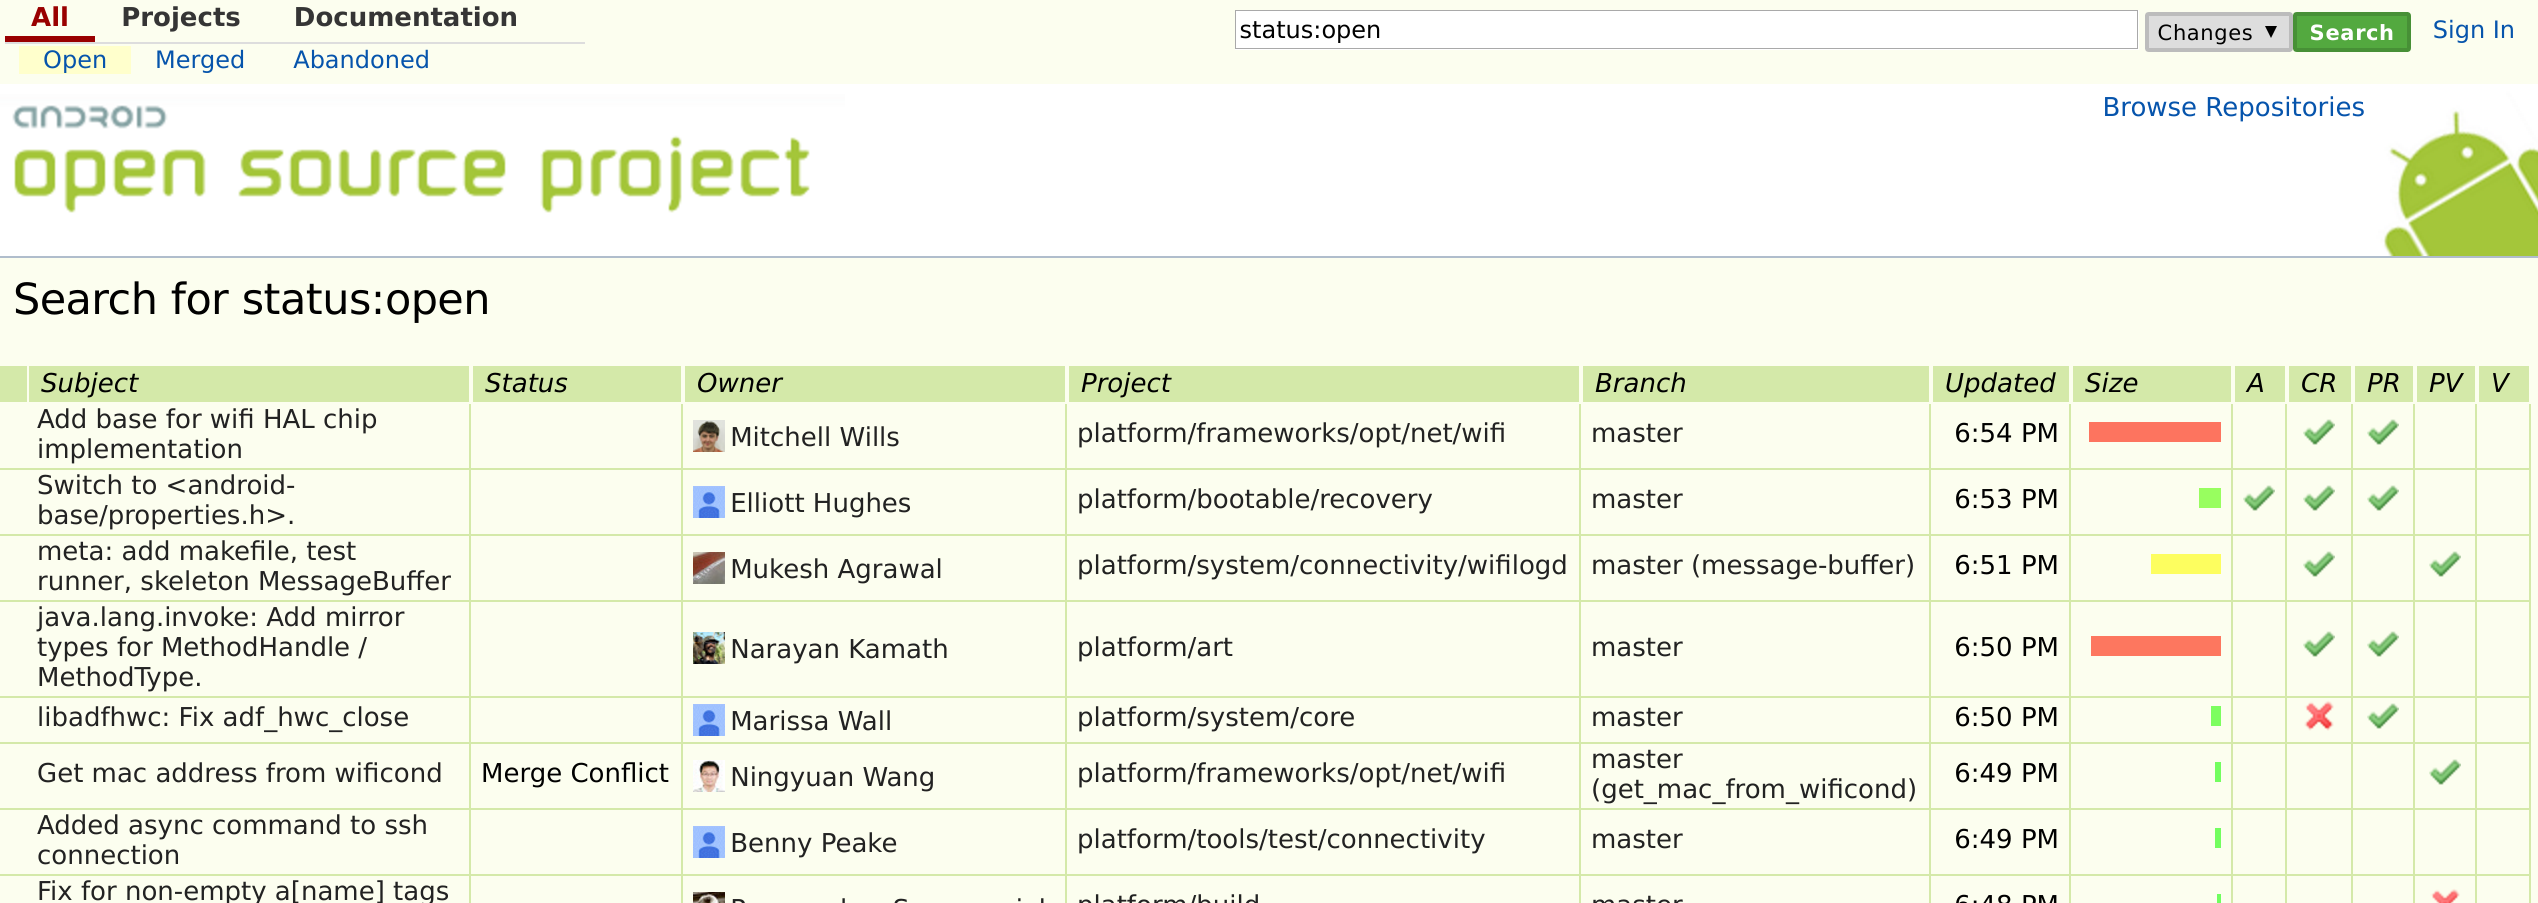 All Projects Documentation
status:open Changes ▼ Search Sign In
Open Merged Abandoned
Browse Repositories
android
open source project
Search for status:open
Subject Status Owner Project Branch Updated Size A CR PR PV V
Add base for wifi HAL chip
implementation
Mitchell Wills platform/frameworks/opt/net/wifi master 6:54 PM
Switch to <android-
base/properties.h>.
Elliott Hughes platform/bootable/recovery master 6:53 PM
meta: add makefile, test
runner, skeleton MessageBuffer
Mukesh Agrawal platform/system/connectivity/wifilogd master (message-buffer) 6:51 PM
java.lang.invoke: Add mirror
types for MethodHandle /
MethodType.
Narayan Kamath platform/art master 6:50 PM
libadfhwc: Fix adf_hwc_close Marissa Wall platform/system/core master 6:50 PM
Get mac address from wificond Merge Conflict Ningyuan Wang platform/frameworks/opt/net/wifi master
(get_mac_from_wificond) 6:49 PM
Added async command to ssh
connection
Benny Peake platform/tools/test/connectivity master 6:49 PM
Fix for non-empty a[name] tags
platform/build master 6:48 PM